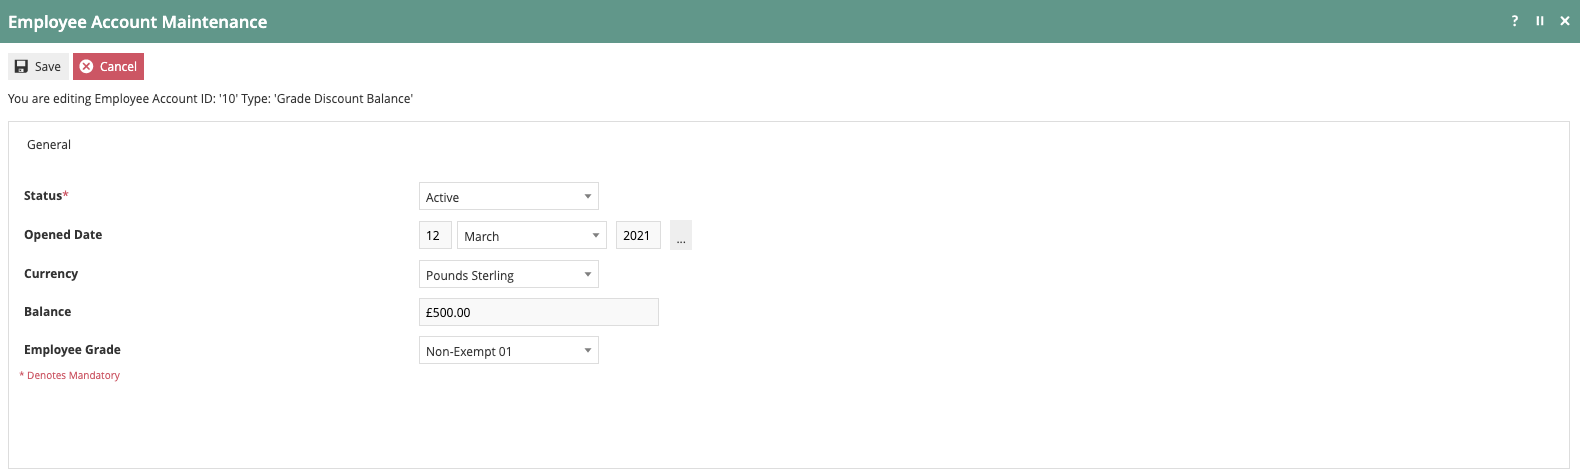 Employee Account Maintenance ? II ×
Save Cancel
You are editing Employee Account ID: '10' Type: 'Grade Discount Balance'
General
Status* Active
Opened Date 12 March 2021 ...
Currency Pounds Sterling
Balance £500.00
Employee Grade Non-Exempt 01
* Denotes Mandatory